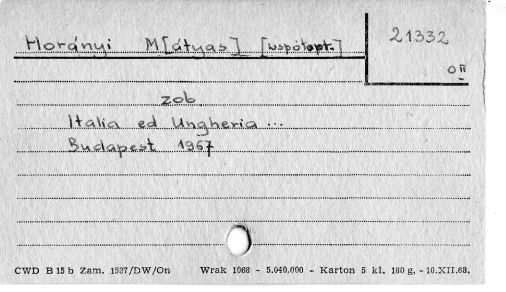 Horányi M[átyas] [współopr.]
21332
O II
zob.
Italia ed Ungheria ...
Budapest 1967
CWD B 15 b Zam. 1537/DW/On Wrak 1068 - 5.040.000 - Karton 5 kl. 180 g, - 10.XII.68.